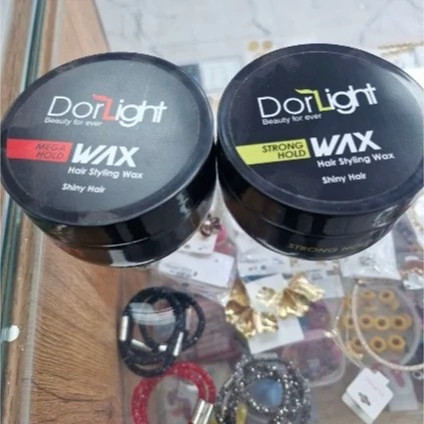 DorLight
Beauty for ever
MEGA
HOLD
WAX
Hair Styling Wax
Shiny Hair
DorLight
Beauty for ever
STRONG
HOLD
WAX
Hair Styling Wax
Shiny Hair
STRONG HOLD